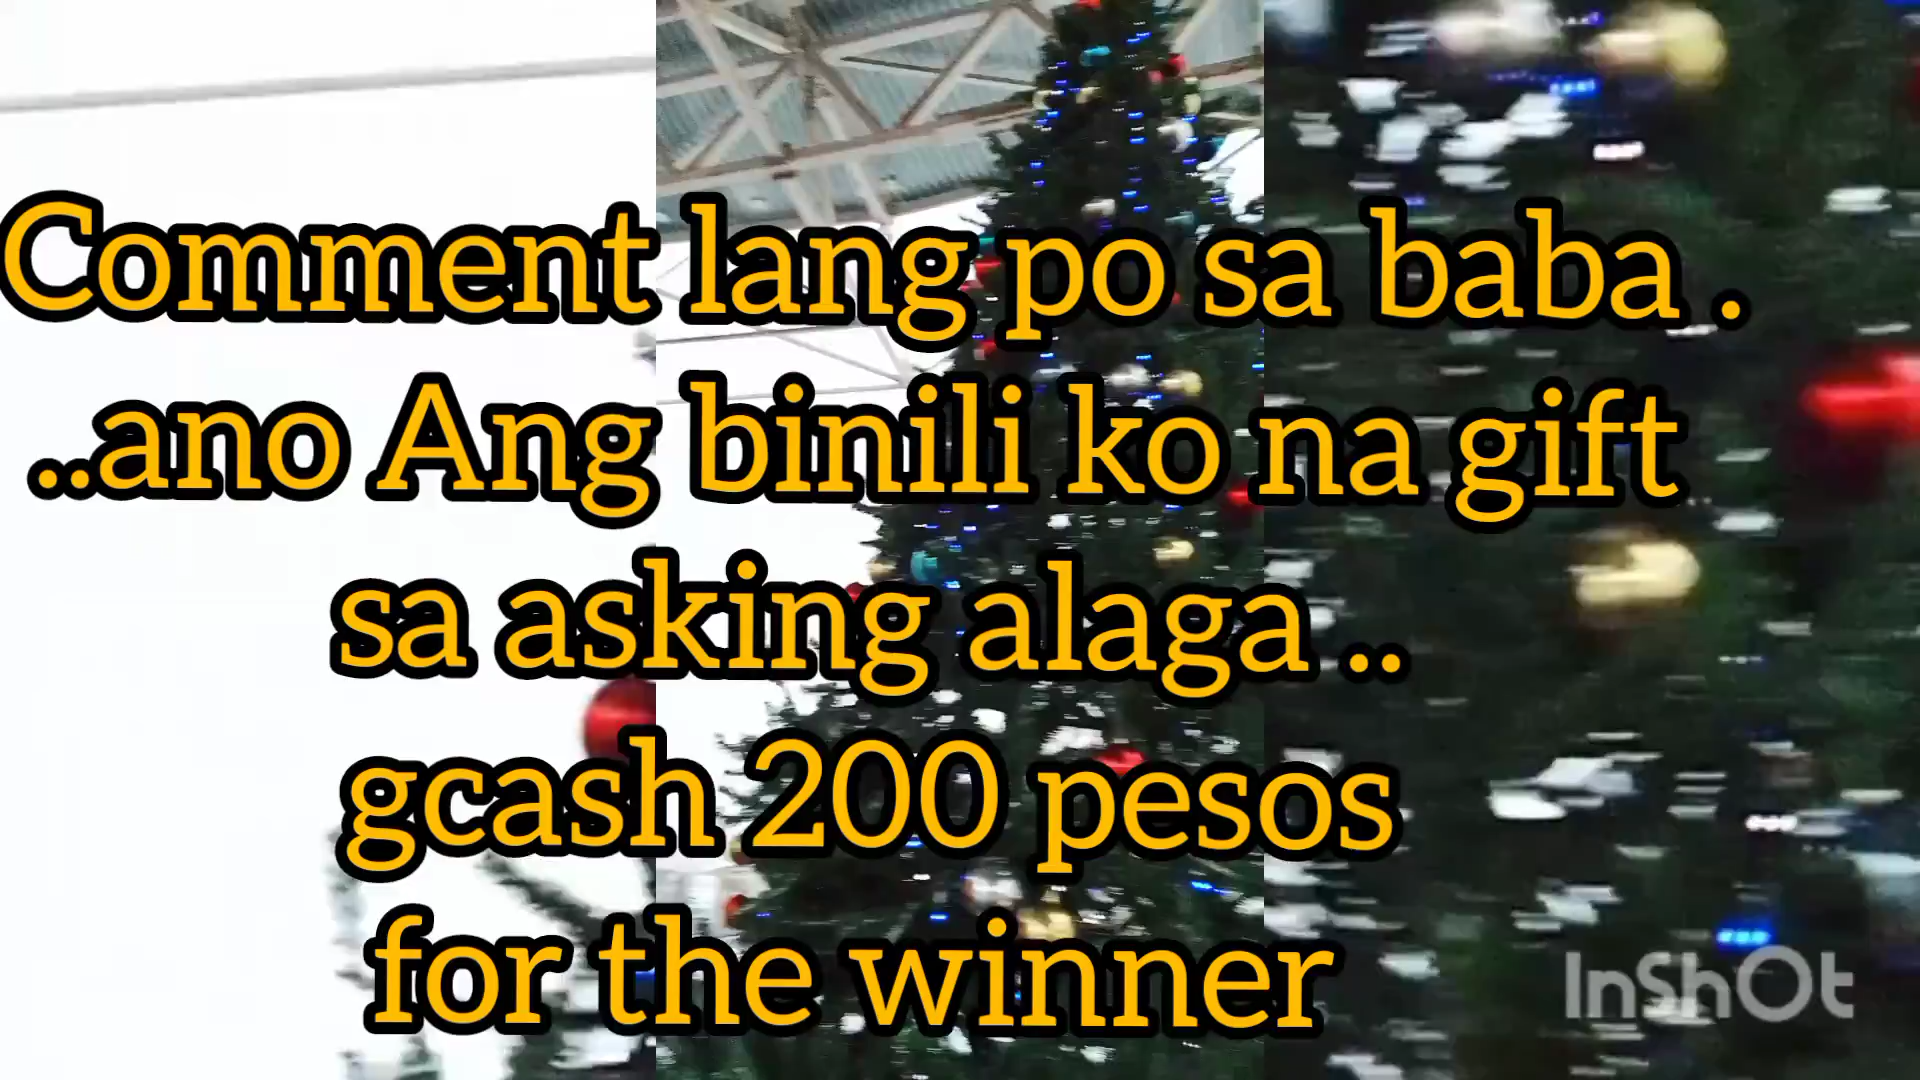 Comment lang po sa baba .
..ano Ang binili ko na gift
sa asking alaga ..
gcash 200 pesos
for the winner
InShOt